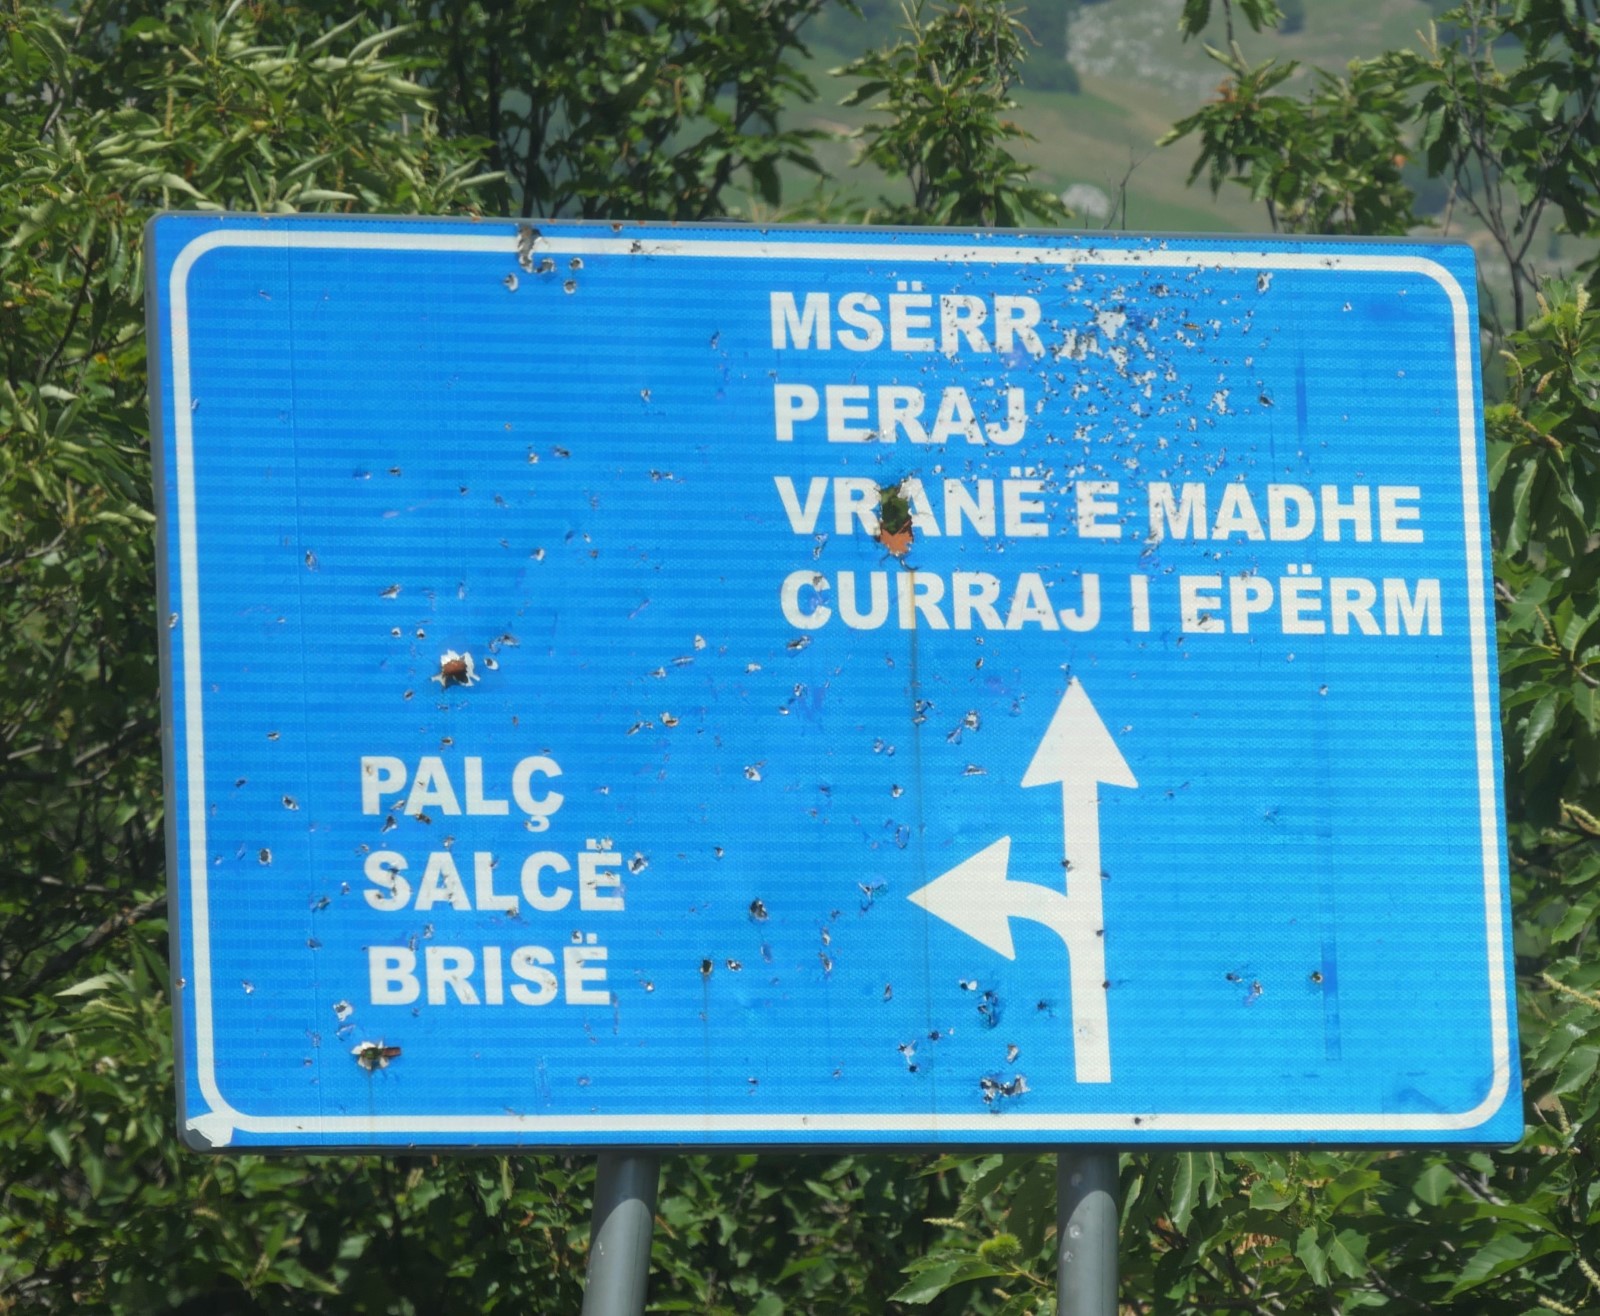 MSËRR
PERAJ
VRANË E MADHE
CURRAJ I EPËRM
PALÇ
SALCË
BRISË